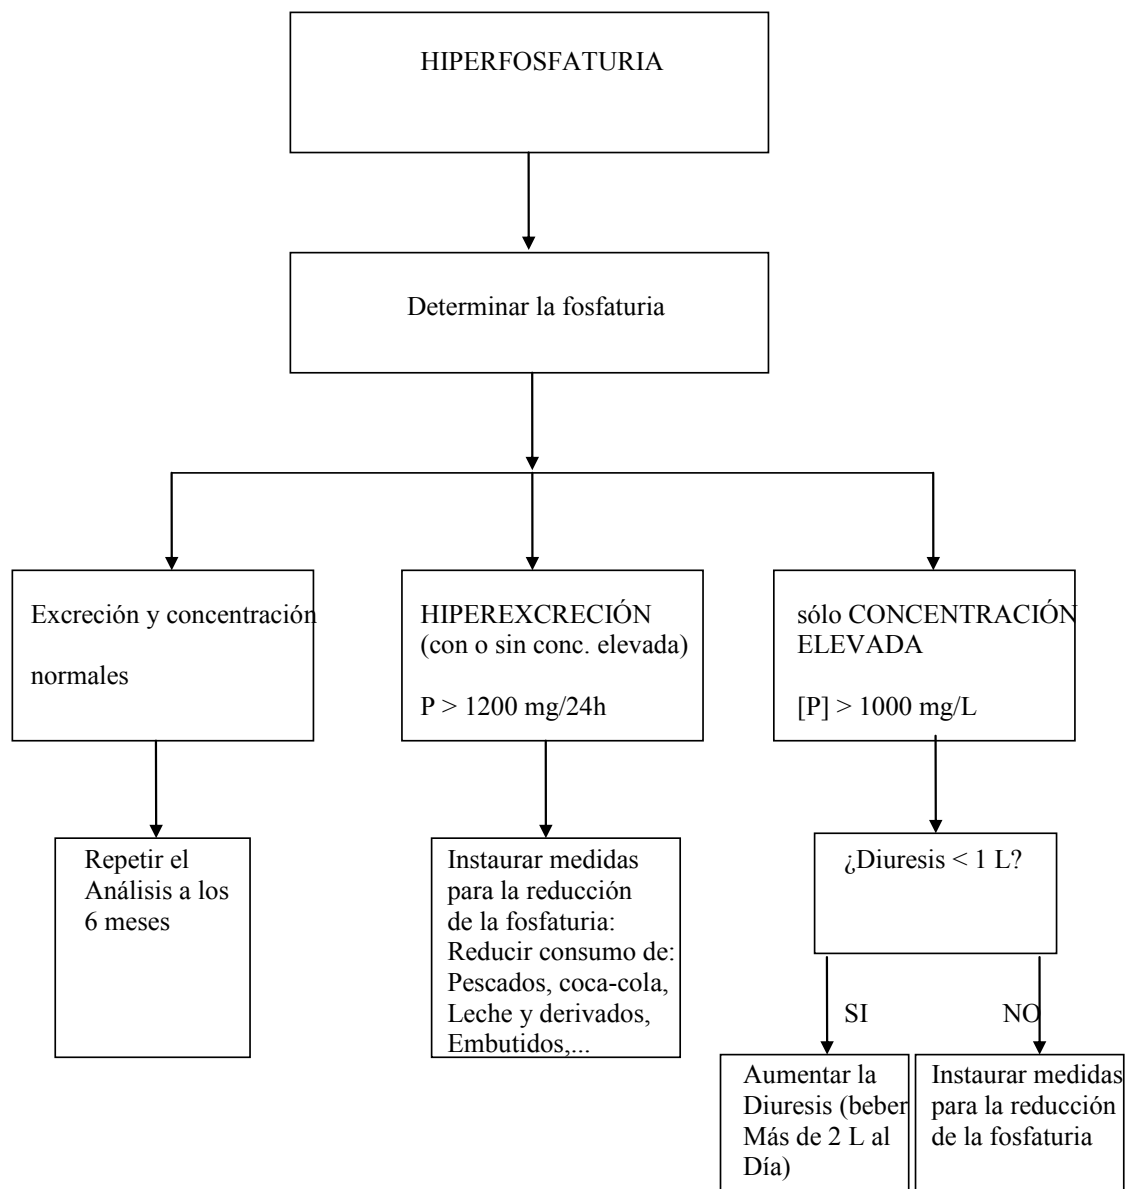 HIPERFOSFATURIA
Determinar la fosfaturia
Excreción y concentración
normales
HIPEREXCRECIÓN
(con o sin conc. elevada)
P > 1200 mg/24h
sólo CONCENTRACIÓN
ELEVADA
[P] > 1000 mg/L
Repetir el
Análisis a los
6 meses
Instaurar medidas
para la reducción
de la fosfaturia:
Reducir consumo de:
Pescados, coca-cola,
Leche y derivados,
Embutidos,...
¿Diuresis < 1 L?
SI
NO
Aumentar la
Diuresis (beber
Más de 2 L al
Día)
Instaurar medidas
para la reducción
de la fosfaturia